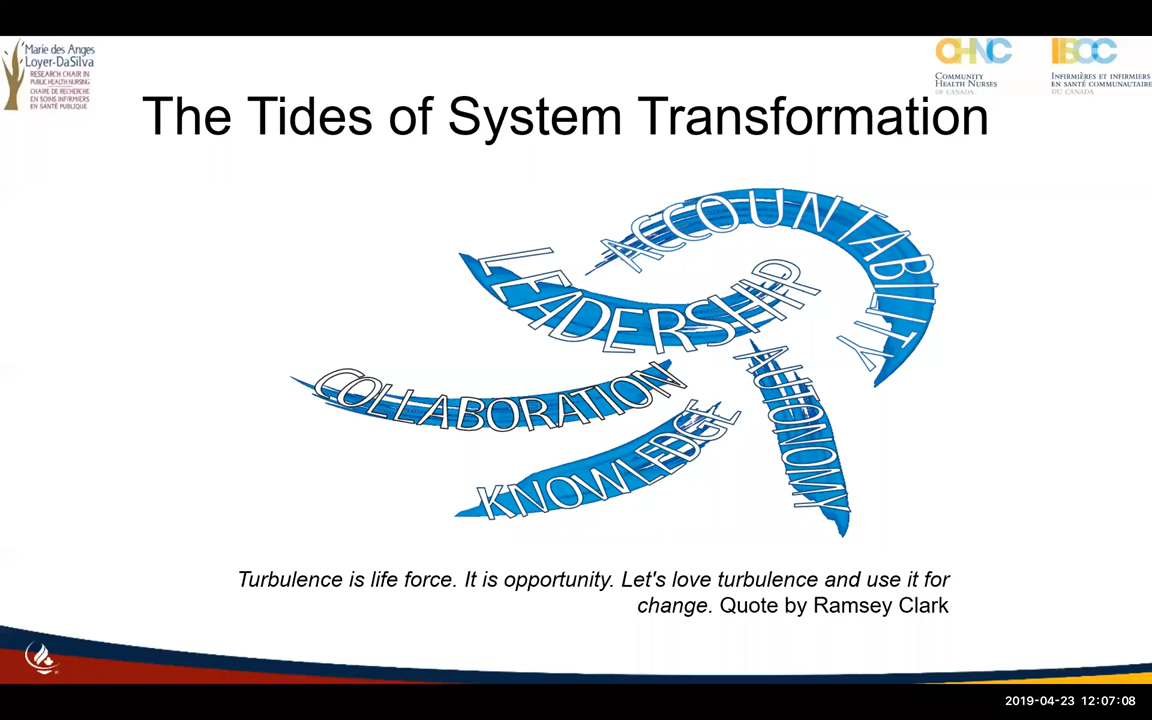 Marie des Anges
Loyer-DaSilva
RESEARCH CHAIR IN
PUBLIC HEALTH NURSING
CHAIRE DE RECHERCHE
EN SOINS INFIRMIERS
EN SANTÉ PUBLIQUE
CHNC
COMMUNITY
HEALTH NURSES
OF CANADA
IISCC
INFIRMIÈRES ET INFIRMIERS
EN SANTÉ COMMUNAUTAIRE
DU CANADA
The Tides of System Transformation
ACCOUNTABILITY
LEADERSHIP
COLLABORATION
AUTONOMY
KNOWLEDGE
Turbulence is life force. It is opportunity. Let's love turbulence and use it for
change. Quote by Ramsey Clark
2019-04-23 12:07:08